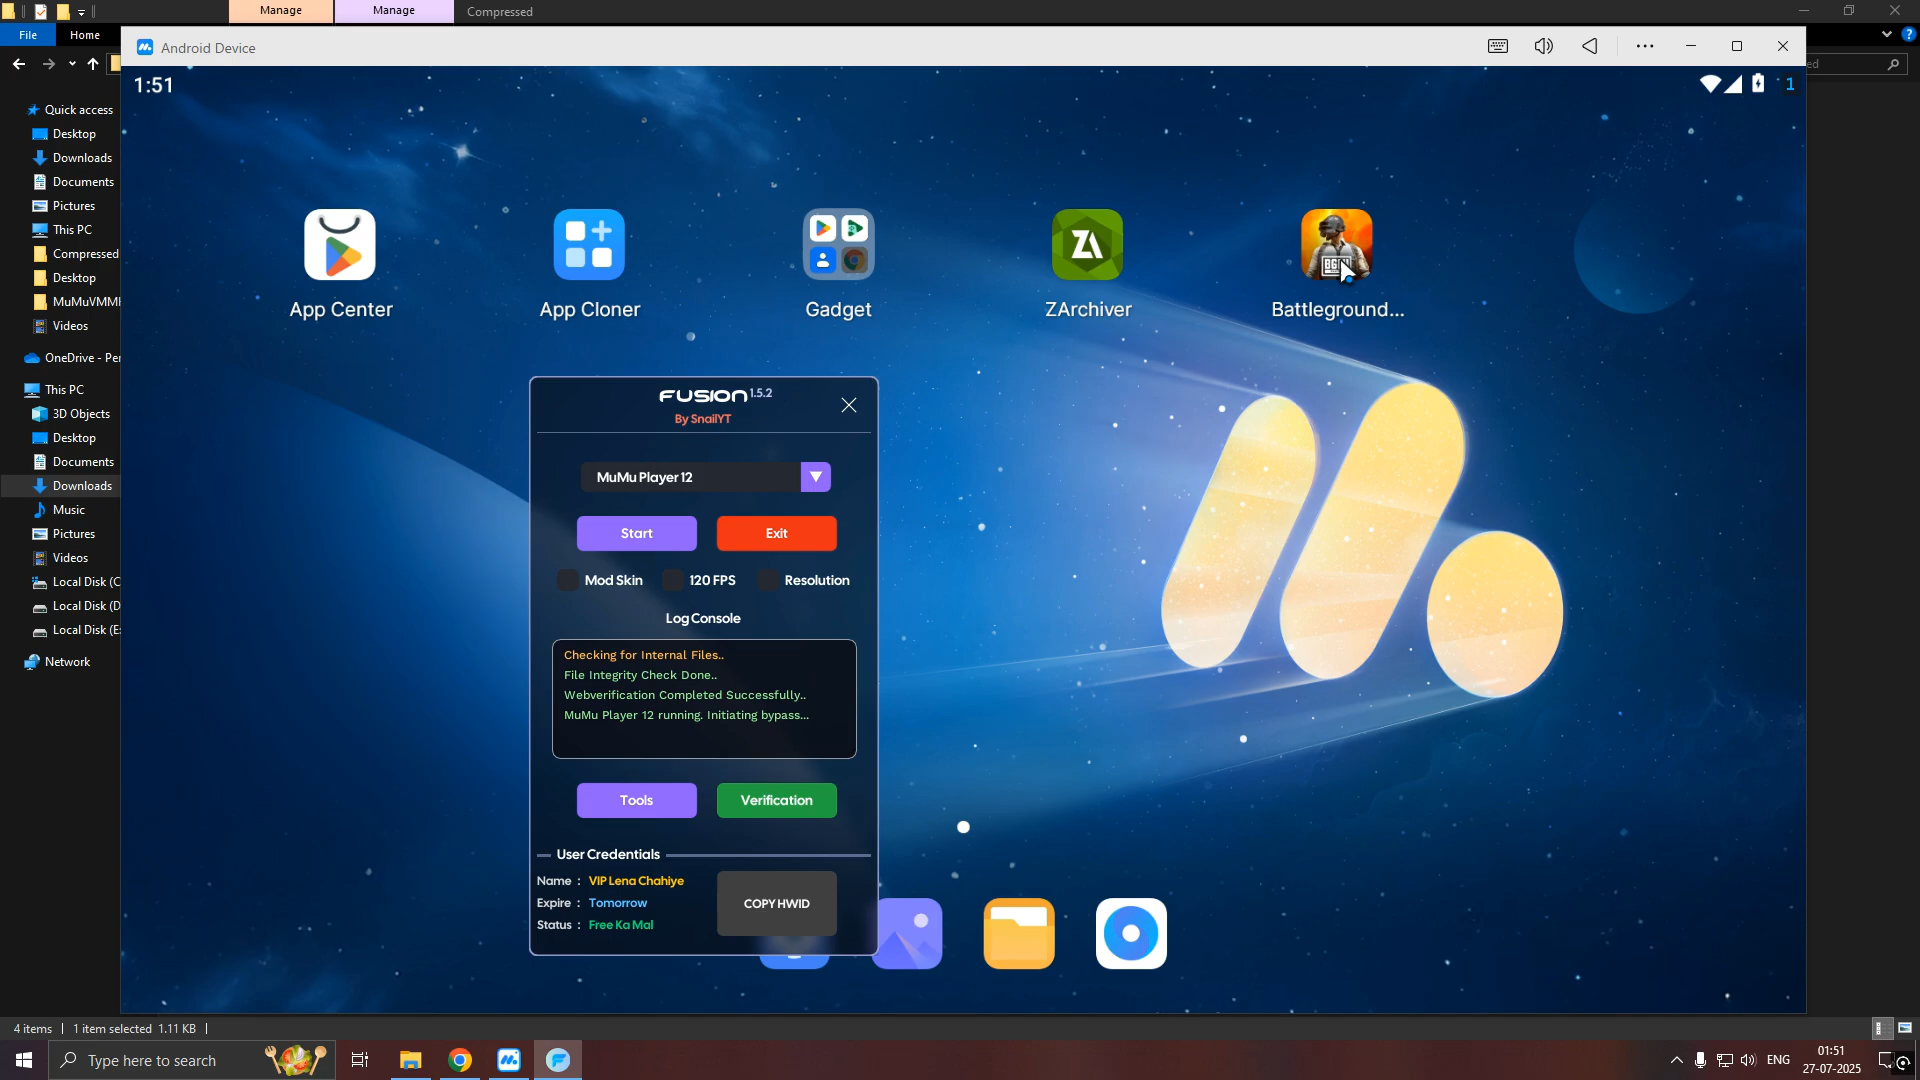 Manage
Manage
Compressed
File
Home
Android Device
1:51
1
Quick access
Desktop
Downloads
Documents
Pictures
This PC
Compressed
Desktop
MuMuVMM
Videos
OneDrive - Per
This PC
3D Objects
Desktop
Documents
Downloads
Music
Pictures
Videos
Local Disk (C
Local Disk (D
Local Disk (E:
Network
App Center
App Cloner
Gadget
ZArchiver
Battleground...
FUSION 1.5.2
By SnailYT
MuMu Player 12
Start
Exit
Mod Skin
120 FPS
Resolution
Log Console
Checking for Internal Files..
File Integrity Check Done..
Webverification Completed Successfully..
MuMu Player 12 running. Initiating bypass...
Tools
Verification
User Credentials
Name : VIP Lena Chahiye
Expire : Tomorrow
Status : Free Ka Mal
COPY HWID
4 items
1 item selected 1.11 KB
Type here to search
ENG
01:51
27-07-2025